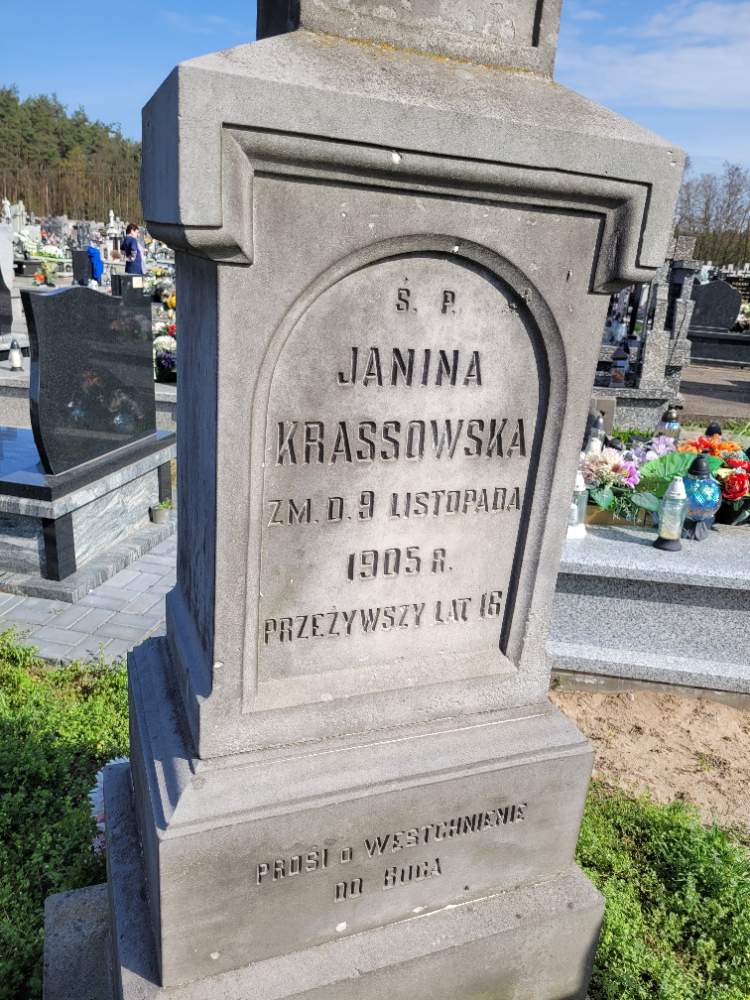 Ś. P.
JANINA
KRASSOWSKA
ZM. D. 9 LISTOPADA
1905 R.
PRZEŻYWSZY LAT 16
PROSI O WESTCHNIENIE
DO BOGA